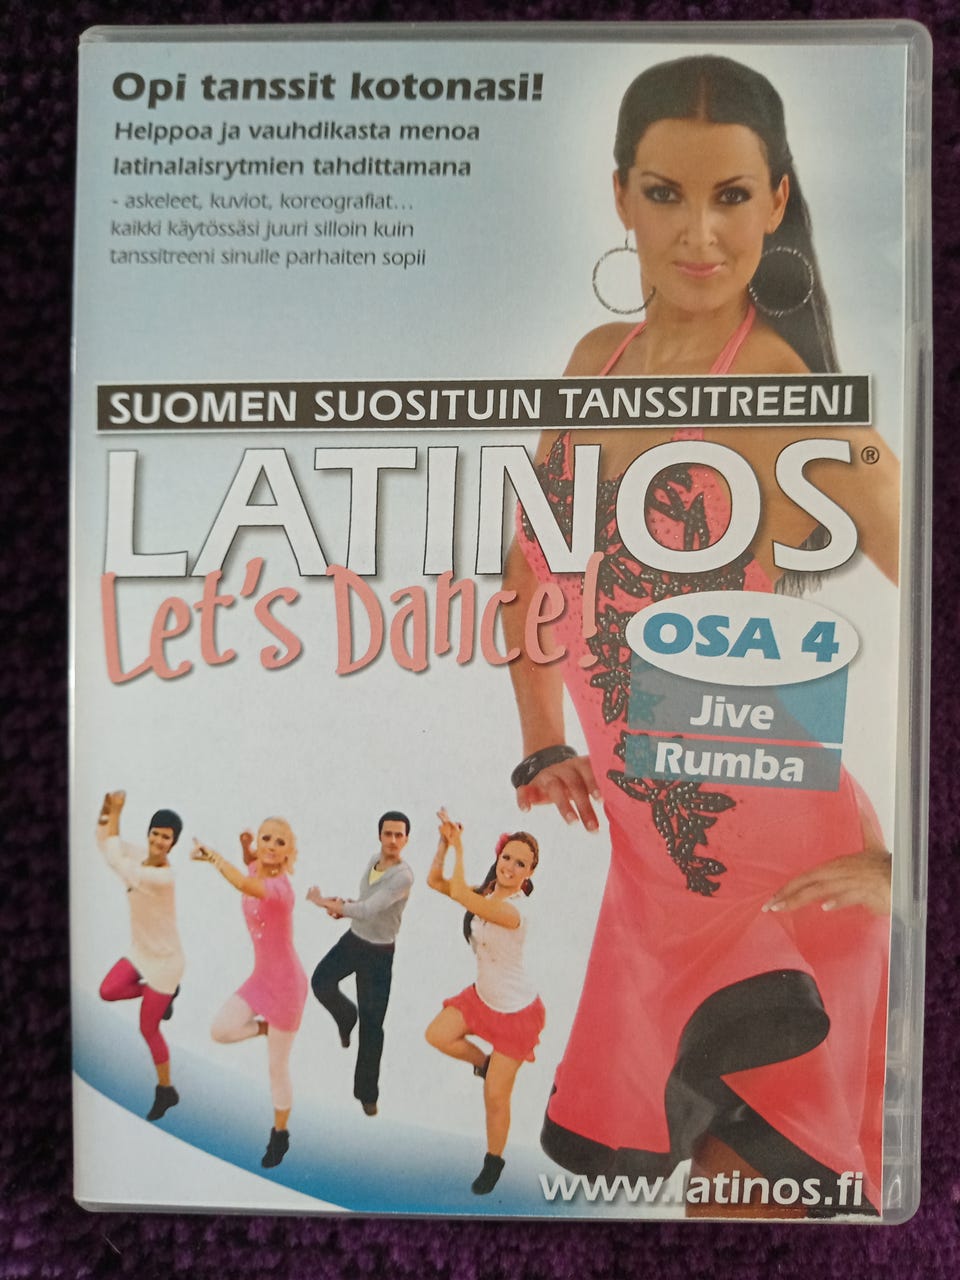 Opi tanssit kotonasi!
Helppoa ja vauhdikasta menoa
latinalaisrytmien tahdittamana
- askeleet, kuviot, koreografiat...
kaikki käytössäsi juuri silloin kuin
tanssitreeni sinulle parhaiten sopii
SUOMEN SUOSITUIN TANSSITREENI
LATINOS®
Let's Dance!
OSA 4
Jive
Rumba
www.latinos.fi